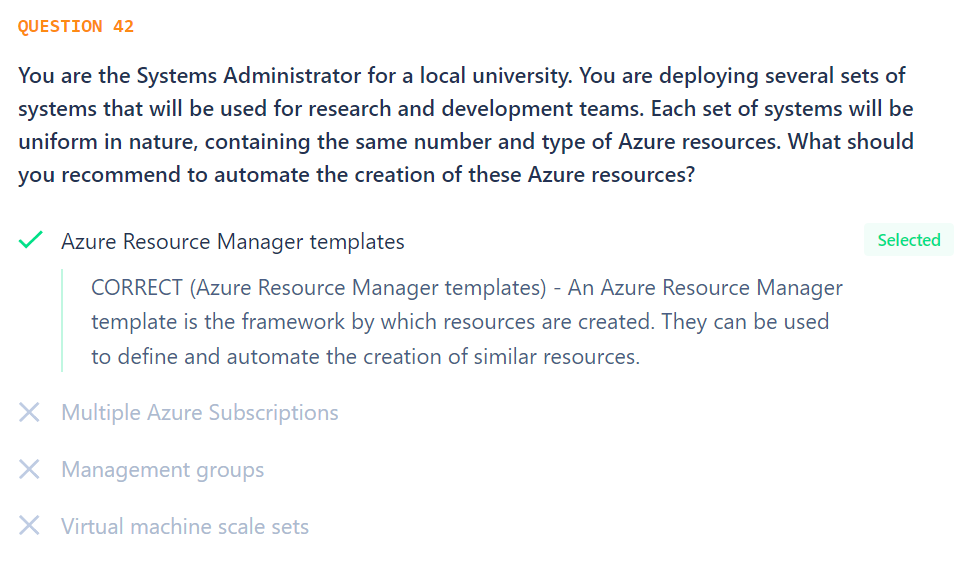 QUESTION 42
You are the Systems Administrator for a local university. You are deploying several sets of
systems that will be used for research and development teams. Each set of systems will be
uniform in nature, containing the same number and type of Azure resources. What should
you recommend to automate the creation of these Azure resources?
Azure Resource Manager templates
Selected
CORRECT (Azure Resource Manager templates) - An Azure Resource Manager
template is the framework by which resources are created. They can be used
to define and automate the creation of similar resources.
Multiple Azure Subscriptions
Management groups
Virtual machine scale sets